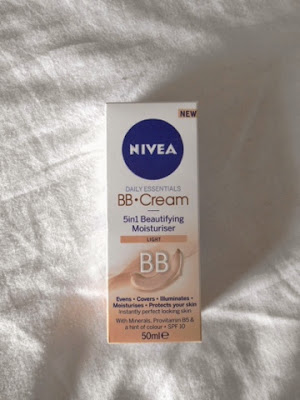 NEW
NIVEA
DAILY ESSENTIALS
BB•Cream
5in1 Beautifying
Moisturiser
LIGHT
BB
Evens • Covers • Illuminates •
Moisturises • Protects your skin
Instantly perfect looking skin
With Minerals, Provitamin B5 &
a hint of colour • SPF 10
50ml℮